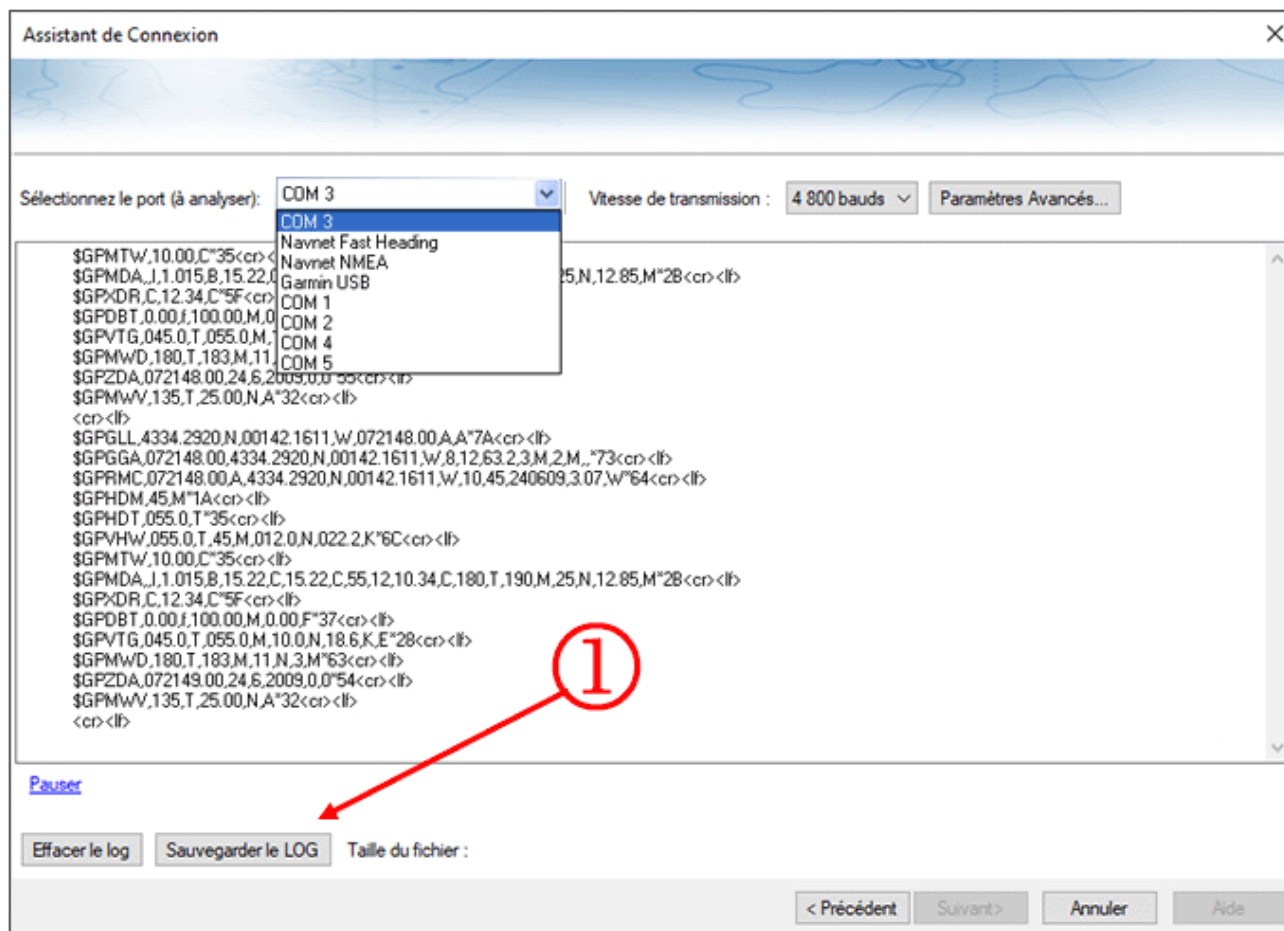 Assistant de Connexion
Sélectionnez le port (à analyser): COM 3 Vitesse de transmission : 4 800 bauds Paramètres Avancés...
COM 3
Navnet Fast Heading
Navnet NMEA
Garmin USB
COM 1
COM 2
COM 4
COM 5
$GPMTW,10.00,C*35<cr><
$GPMDA,,I,1.015,B,15.22, 25,N,12.85,M*2B<cr><lf>
$GPXDR,C,12.34,C*5F<cr>
$GPDBT,0.00,f,100.00,M,0
$GPVTG,045.0,T,055.0,M,
$GPMWD,180,T,183,M,11,
$GPZDA,072148.00,24,6,2009,0,0*55<cr><lf>
$GPMWV,135,T,25.00,N,A*32<cr><lf>
<cr><lf>
$GPGLL,4334.2920,N,00142.1611,W,072148.00,A,A*7A<cr><lf>
$GPGGA,072148.00,4334.2920,N,00142.1611,W,8,12,63.2,3,M,2,M,,*73<cr><lf>
$GPRMC,072148.00,A,4334.2920,N,00142.1611,W,10,45,240609,3.07,W*64<cr><lf>
$GPHDM,45,M*1A<cr><lf>
$GPHDT,055.0,T*35<cr><lf>
$GPVHW,055.0,T,45,M,012.0,N,022.2,K*6C<cr><lf>
$GPMTW,10.00,C*35<cr><lf>
$GPMDA,,I,1.015,B,15.22,C,15.22,C,55,12,10.34,C,180,T,190,M,25,N,12.85,M*2B<cr><lf>
$GPXDR,C,12.34,C*5F<cr><lf>
$GPDBT,0.00,f,100.00,M,0.00,F*37<cr><lf>
$GPVTG,045.0,T,055.0,M,10.0,N,18.6,K,E*28<cr><lf>
$GPMWD,180,T,183,M,11,N,3,M*63<cr><lf>
$GPZDA,072149.00,24,6,2009,0,0*54<cr><lf>
$GPMWV,135,T,25.00,N,A*32<cr><lf>
<cr><lf>
1
Pauser
Effacer le log Sauvegarder le LOG Taille du fichier :
< Précédent Suivant> Annuler Aide